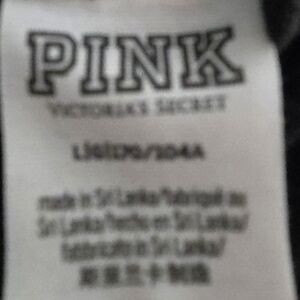 PINK
VICTORIA'S SECRET
L|G|170/104A
made in Sri Lanka/fabriqué au
Sri Lanka/hecho en Sri Lanka/
fabbricato in Sri Lanka/
斯里兰卡制造